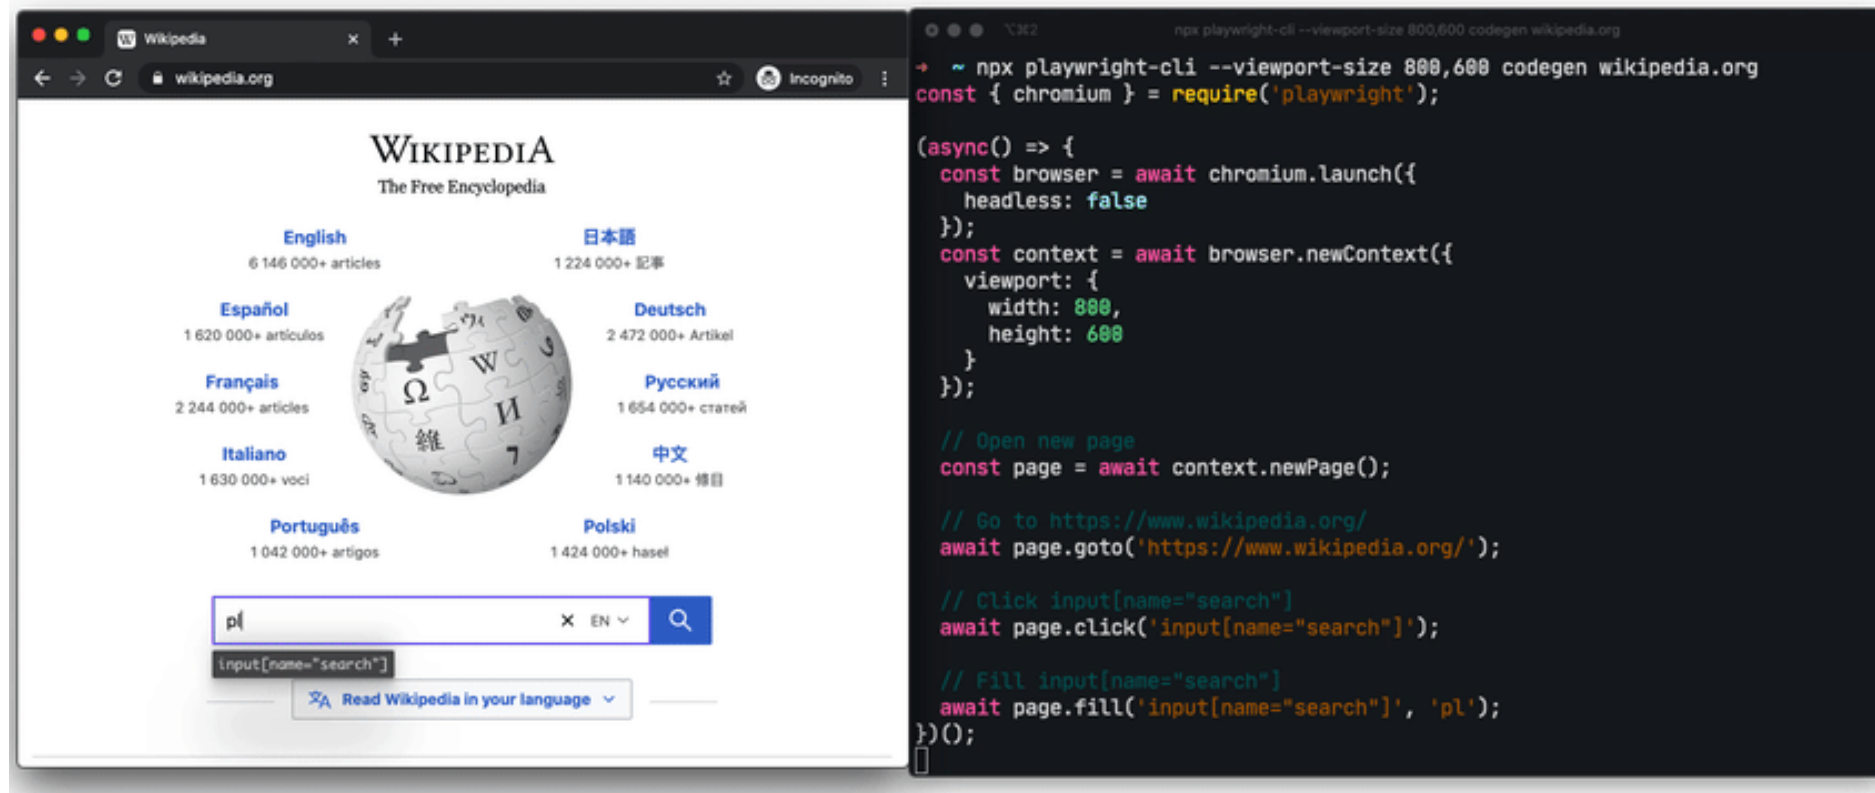 Wikipedia
wikipedia.org
Incognito
WIKIPEDIA
The Free Encyclopedia
English
6 146 000+ articles
日本語
1 224 000+ 記事
Español
1 620 000+ artículos
Deutsch
2 472 000+ Artikel
Français
2 244 000+ articles
Русский
1 654 000+ статей
Italiano
1 630 000+ voci
中文
1 140 000+ 條目
Português
1 042 000+ artigos
Polski
1 424 000+ haseł
Ω
W
И
維
7
pl
EN
input[name="search"]
Read Wikipedia in your language
⌥⌘2
npx playwright-cli --viewport-size 800,600 codegen wikipedia.org
→ ~ npx playwright-cli --viewport-size 800,600 codegen wikipedia.org
const { chromium } = require('playwright');
(async() => {
const browser = await chromium.launch({
headless: false
});
const context = await browser.newContext({
viewport: {
width: 800,
height: 600
}
});
// Open new page
const page = await context.newPage();
// Go to https://www.wikipedia.org/
await page.goto('https://www.wikipedia.org/');
// Click input[name="search"]
await page.click('input[name="search"]');
// Fill input[name="search"]
await page.fill('input[name="search"]', 'pl');
})();